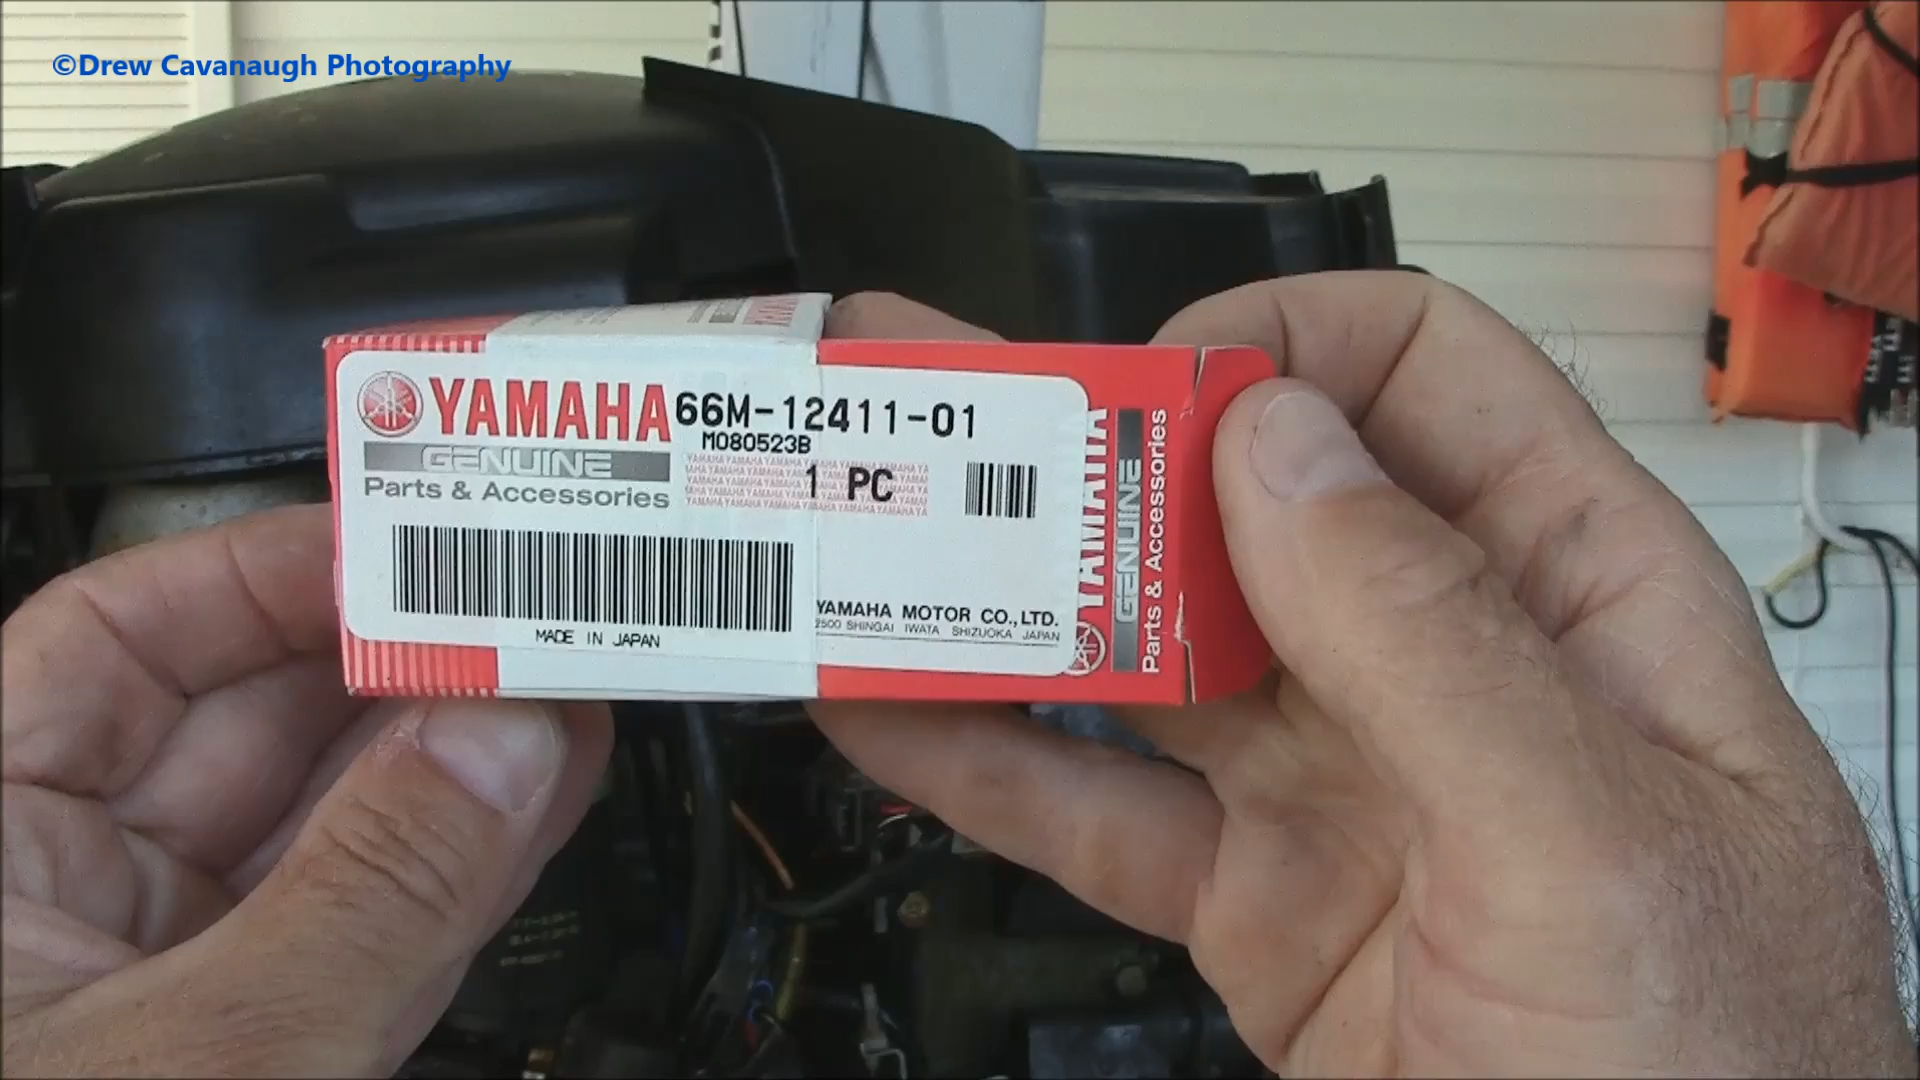 ©Drew Cavanaugh Photography
YAMAHA 66M-12411-01
M080523B
GENUINE
Parts & Accessories
1 PC
YAMAHA MOTOR CO.,LTD.
2500 SHINGAI IWATA SHIZUOKA JAPAN
MADE IN JAPAN
YAMAHA
GENUINE
Parts & Accessories